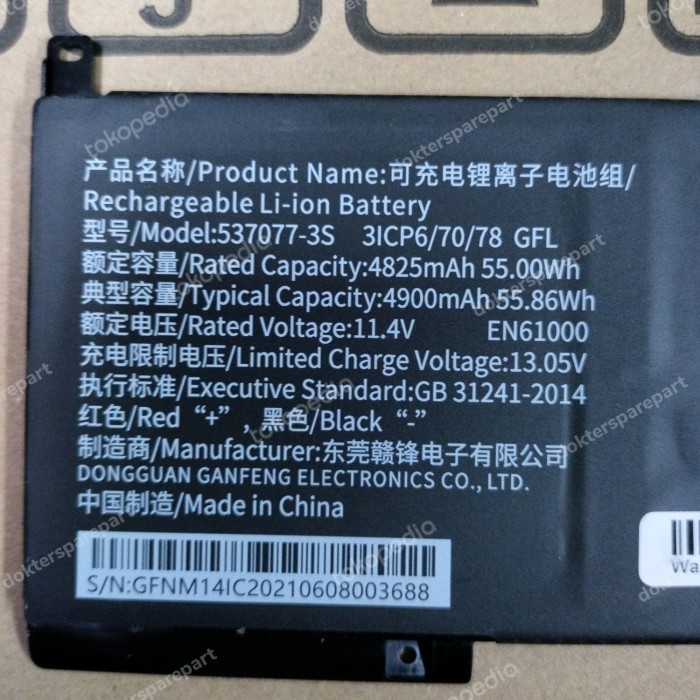 产品名称/Product Name:可充电锂离子电池组/
Rechargeable Li-ion Battery
型号/Model:537077-3S 3ICP6/70/78 GFL
额定容量/Rated Capacity:4825mAh 55.00Wh
典型容量/Typical Capacity:4900mAh 55.86Wh
额定电压/Rated Voltage:11.4V EN61000
充电限制电压/Limited Charge Voltage:13.05V
执行标准/Executive Standard:GB 31241-2014
红色/Red“+”, 黑色/Black“-”
制造商/Manufacturer:东莞赣锋电子有限公司
DONGGUAN GANFENG ELECTRONICS CO., LTD.
中国制造/Made in China
S/N:GFNM14IC20210608003688
Wa
tokopedia
doktersparepart